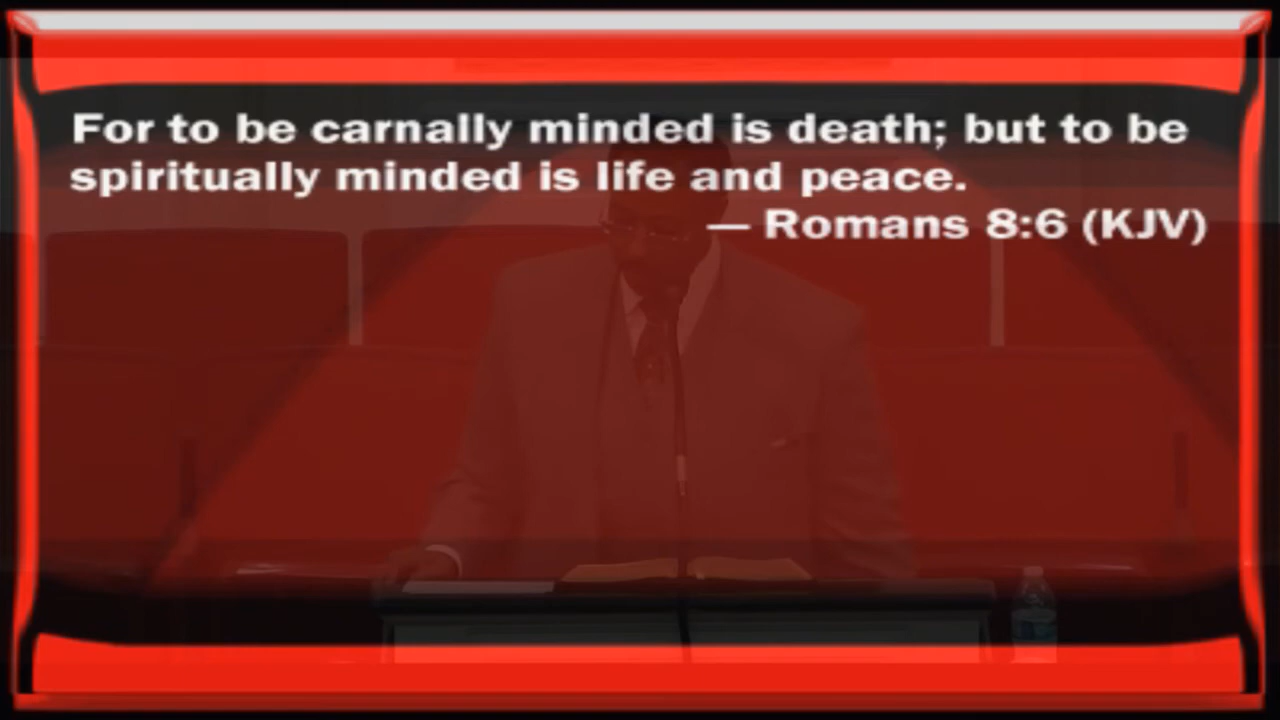 For to be carnally minded is death; but to be
spiritually minded is life and peace.
— Romans 8:6 (KJV)